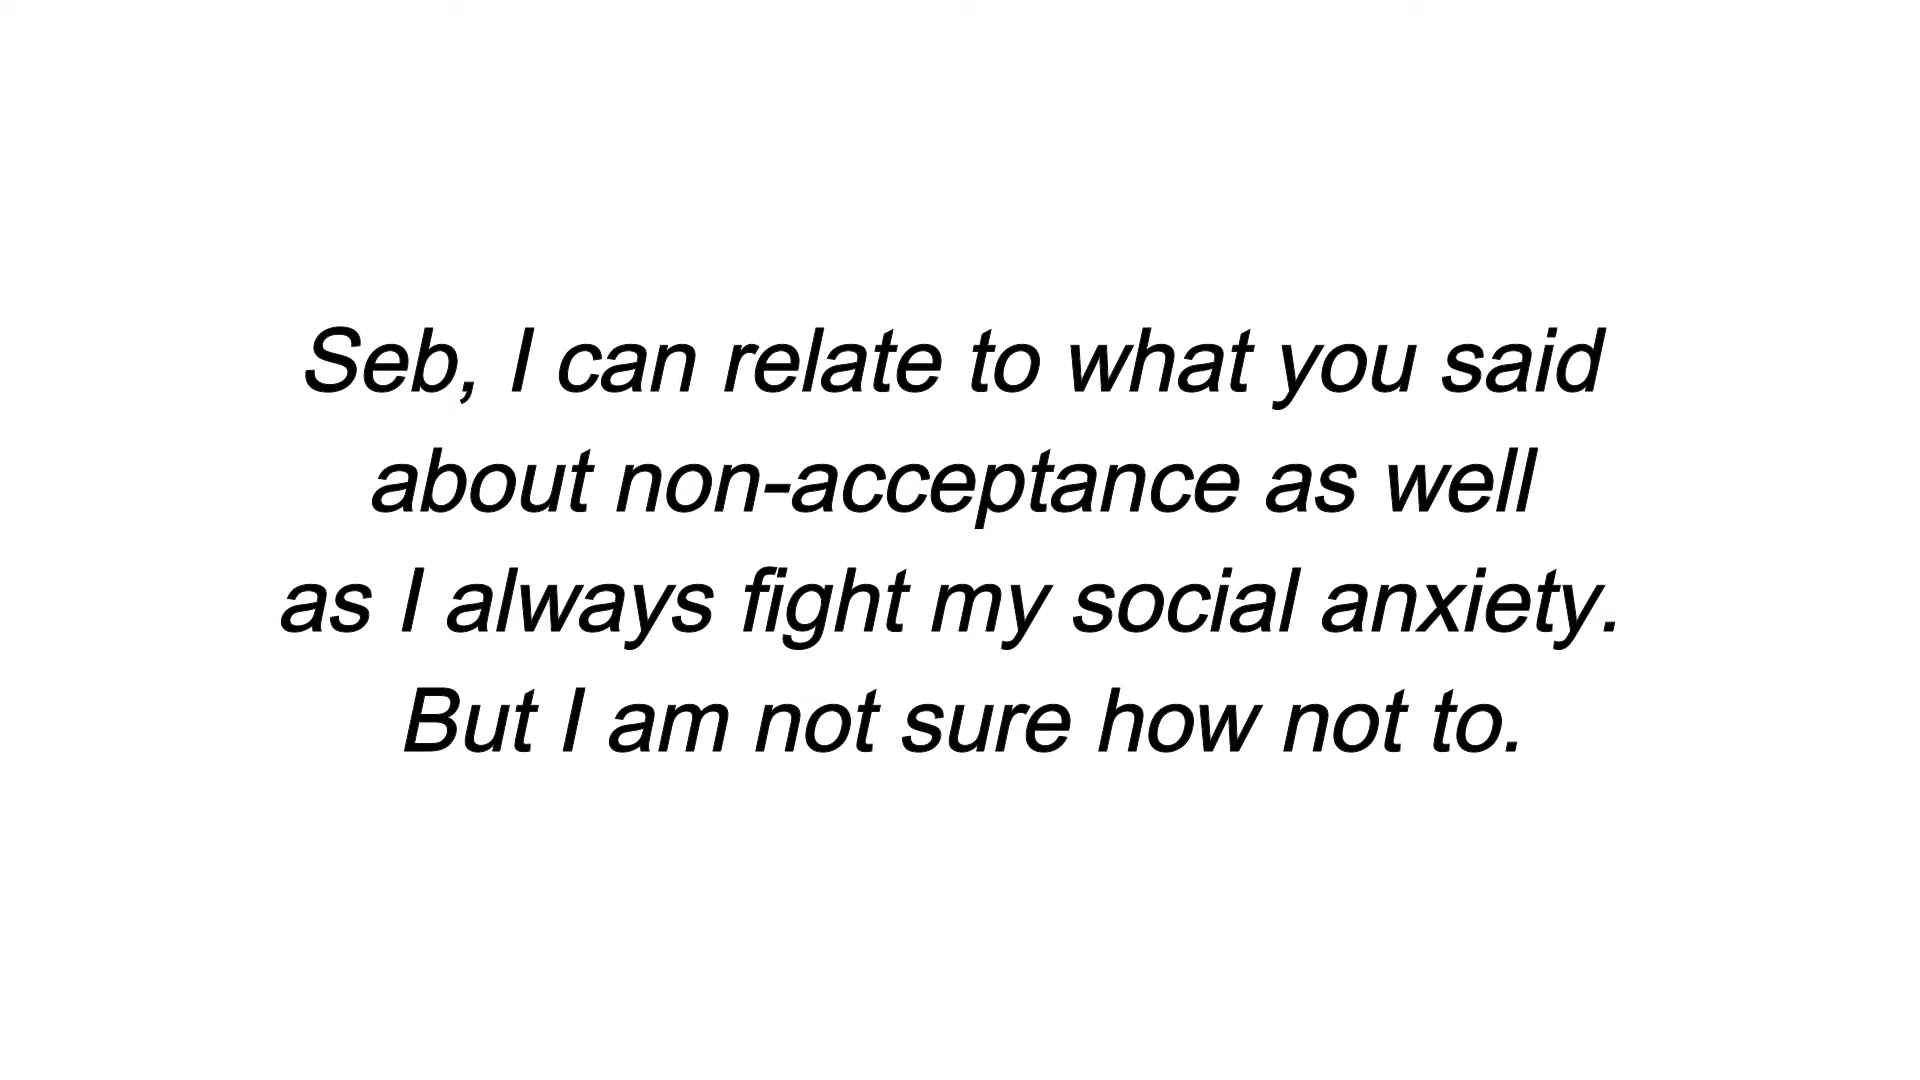 Seb, I can relate to what you said
about non-acceptance as well
as I always fight my social anxiety.
But I am not sure how not to.